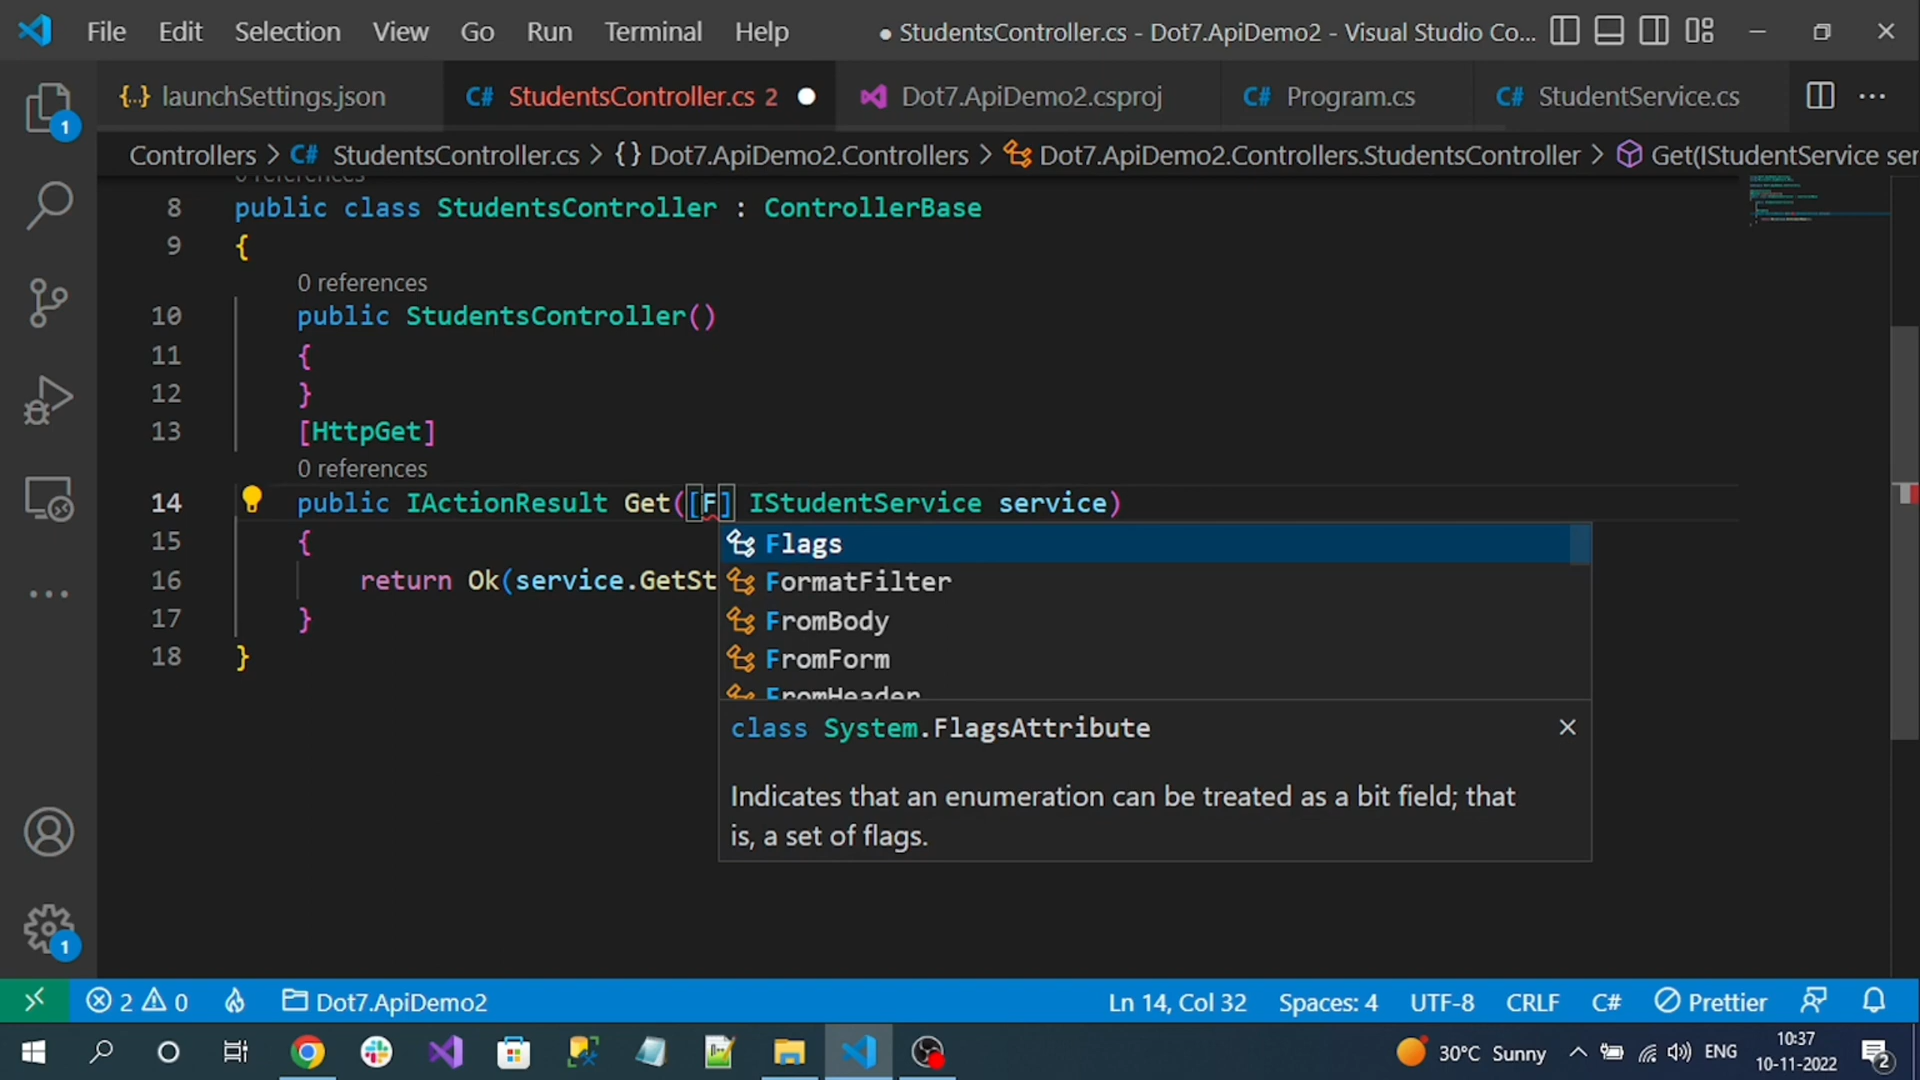 File Edit Selection View Go Run Terminal Help ● StudentsController.cs - Dot7.ApiDemo2 - Visual Studio Co...
{..} launchSettings.json C# StudentsController.cs 2 ● Dot7.ApiDemo2.csproj C# Program.cs C# StudentService.cs ...
1
Controllers > C# StudentsController.cs > {} Dot7.ApiDemo2.Controllers > Dot7.ApiDemo2.Controllers.StudentsController > Get(IStudentService ser
0 references
8 public class StudentsController : ControllerBase
9 {
0 references
10 public StudentsController()
11 {
12 }
13 [HttpGet]
0 references
14 public IActionResult Get([F] IStudentService service)
15 {
16 return Ok(service.GetSt
17 }
18 }
Flags
FormatFilter
FromBody
FromForm
FromHeader
class System.FlagsAttribute
Indicates that an enumeration can be treated as a bit field; that
is, a set of flags.
1
2 0 Dot7.ApiDemo2 Ln 14, Col 32 Spaces: 4 UTF-8 CRLF C# Prettier
30°C Sunny ENG 10:37
10-11-2022 2